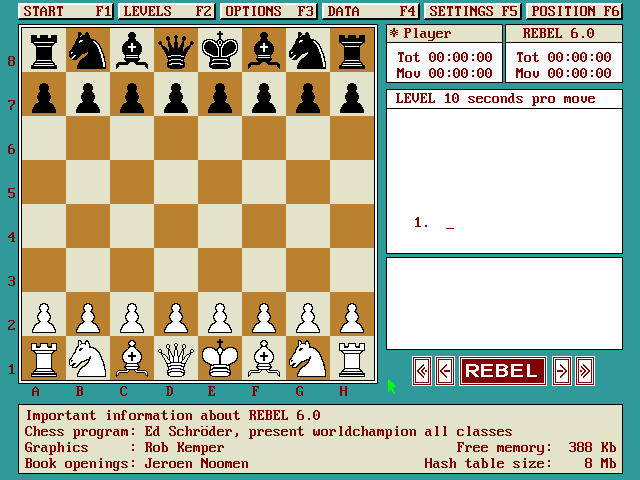 START F1 LEVELS F2 OPTIONS F3 DATA F4 SETTINGS F5 POSITION F6
* Player REBEL 6.0
Tot 00:00:00 Tot 00:00:00
Mov 00:00:00 Mov 00:00:00
LEVEL 10 seconds pro move
8
7
6
5
4
3
2
1
1. _
A B C D E F G H
REBEL
Important information about REBEL 6.0
Chess program: Ed Schröder, present worldchampion all classes
Graphics : Rob Kemper Free memory: 388 Kb
Book openings: Jeroen Noomen Hash table size: 8 Mb